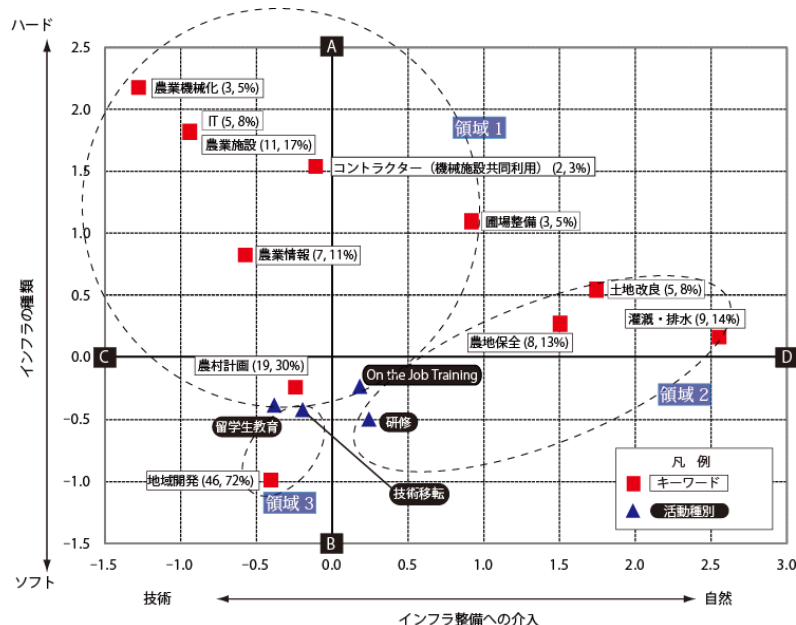 ハード
A
2.5
農業機械化 (3, 5%)
2.0
IT (5, 8%)
領域 1
農業施設 (11, 17%)
コントラクター（機械施設共同利用） (2, 3%)
1.5
圃場整備 (3, 5%)
1.0
農業情報 (7, 11%)
土地改良 (5, 8%)
0.5
灌漑・排水 (9, 14%)
農地保全 (8, 13%)
インフラの種類
0.0
C
D
農村計画 (19, 30%)
On the Job Training
領域 2
−0.5
留学生教育
研修
凡 例
キーワード
活動種別
−1.0
地域開発 (46, 72%)
技術移転
領域 3
−1.5
B
−1.5 −1.0 −0.5 0.0 0.5 1.0 1.5 2.0 2.5 3.0
ソフト
技術
自然
インフラ整備への介入